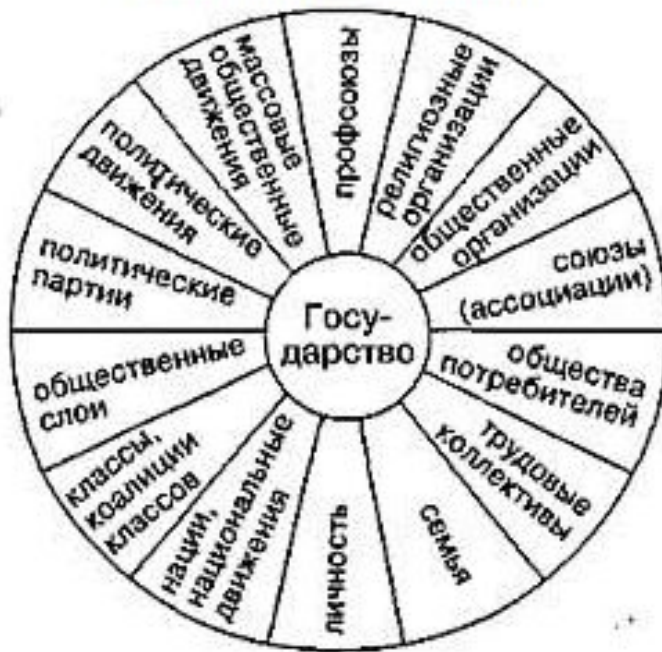 массовые
общественные
движения
профсоюзы
религиозные
организации
общественные
организации
союзы
(ассоциации)
общества
потребителей
трудовые
коллективы
семья
личность
нации,
национальные
движения
классы,
коалиции
классов
общественные
слои
политические
партии
политические
движения
Госу-
дарство